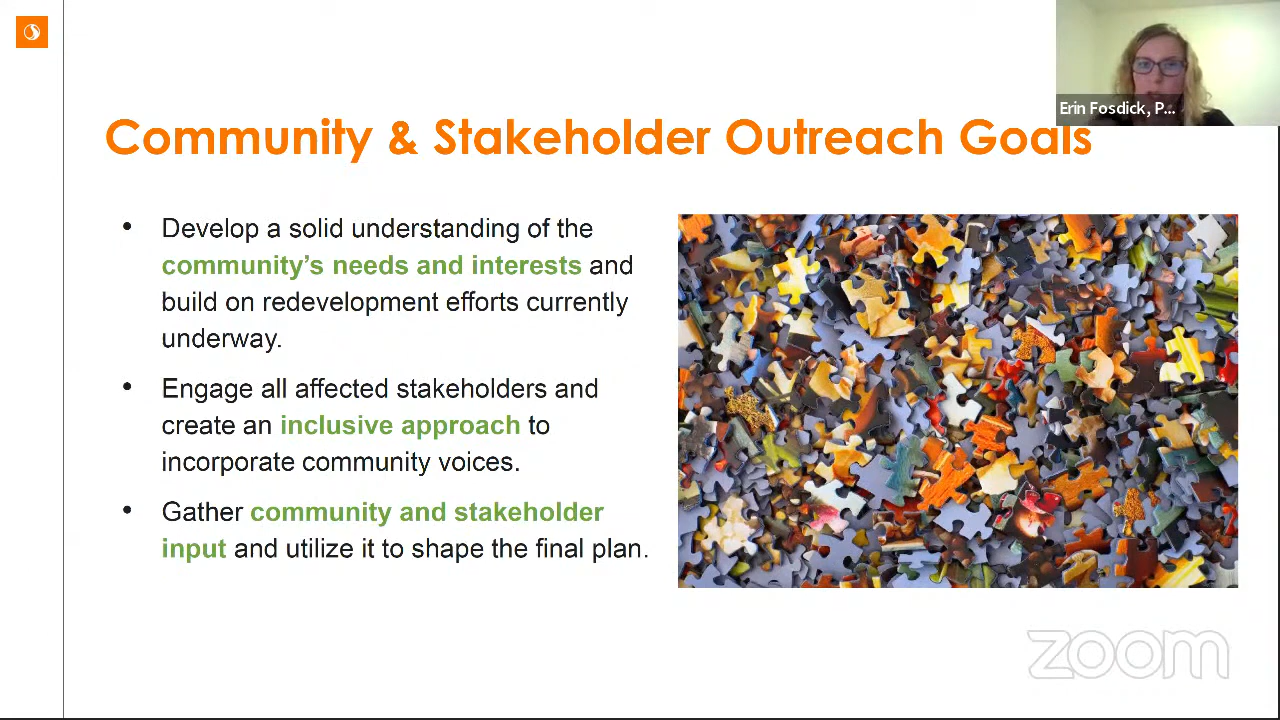 Erin Fosdick, P...
Community & Stakeholder Outreach Goals
• Develop a solid understanding of the
community’s needs and interests and
build on redevelopment efforts currently
underway.
• Engage all affected stakeholders and
create an inclusive approach to
incorporate community voices.
• Gather community and stakeholder
input and utilize it to shape the final plan.
zoom